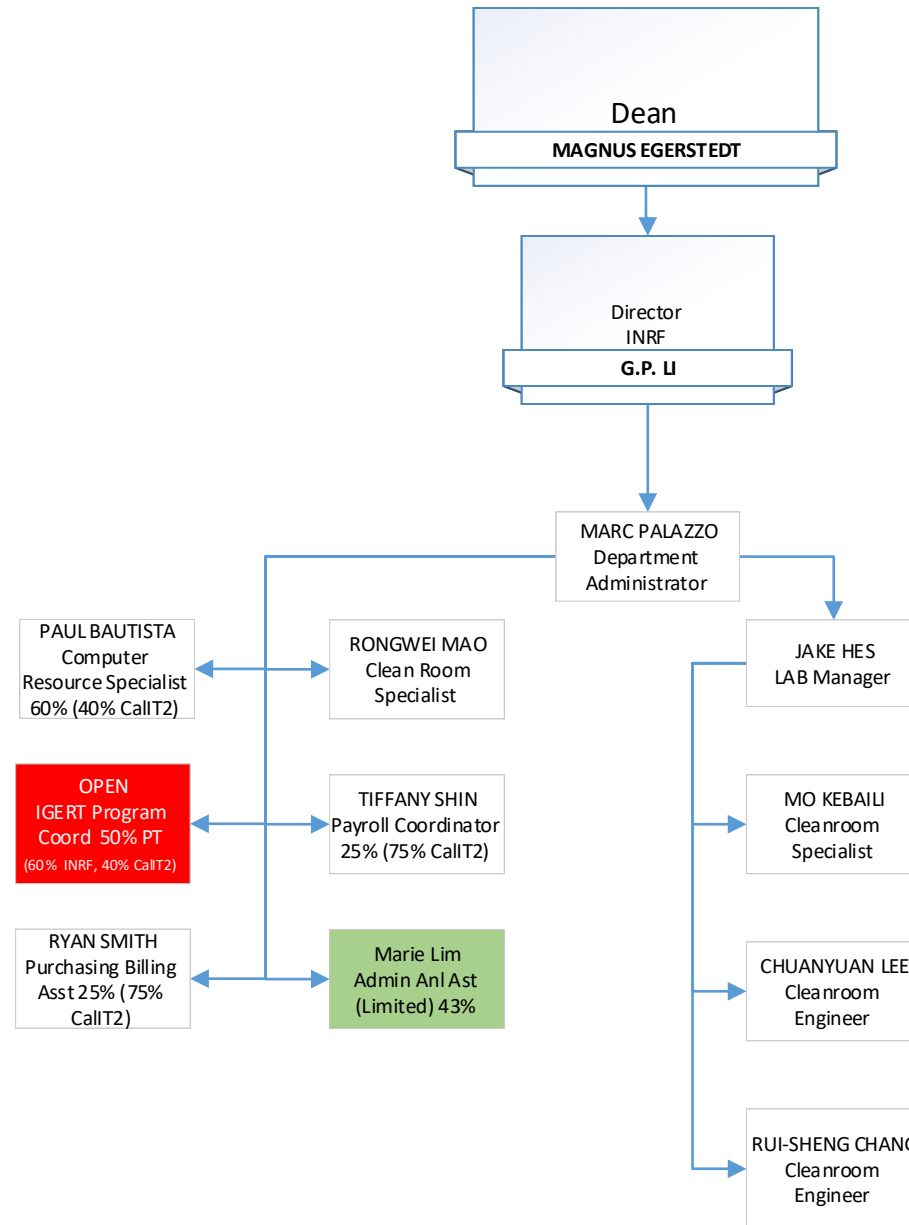 Dean
MAGNUS EGERSTEDT
Director
INRF
G.P. LI
MARC PALAZZO
Department
Administrator
PAUL BAUTISTA
Computer
Resource Specialist
60% (40% CalIT2)
RONGWEI MAO
Clean Room
Specialist
JAKE HES
LAB Manager
OPEN
IGERT Program
Coord 50% PT
(60% INRF, 40% CalIT2)
TIFFANY SHIN
Payroll Coordinator
25% (75% CalIT2)
MO KEBAILI
Cleanroom
Specialist
RYAN SMITH
Purchasing Billing
Asst 25% (75%
CalIT2)
Marie Lim
Admin Anl Ast
(Limited) 43%
CHUANYUAN LEE
Cleanroom
Engineer
RUI-SHENG CHANG
Cleanroom
Engineer